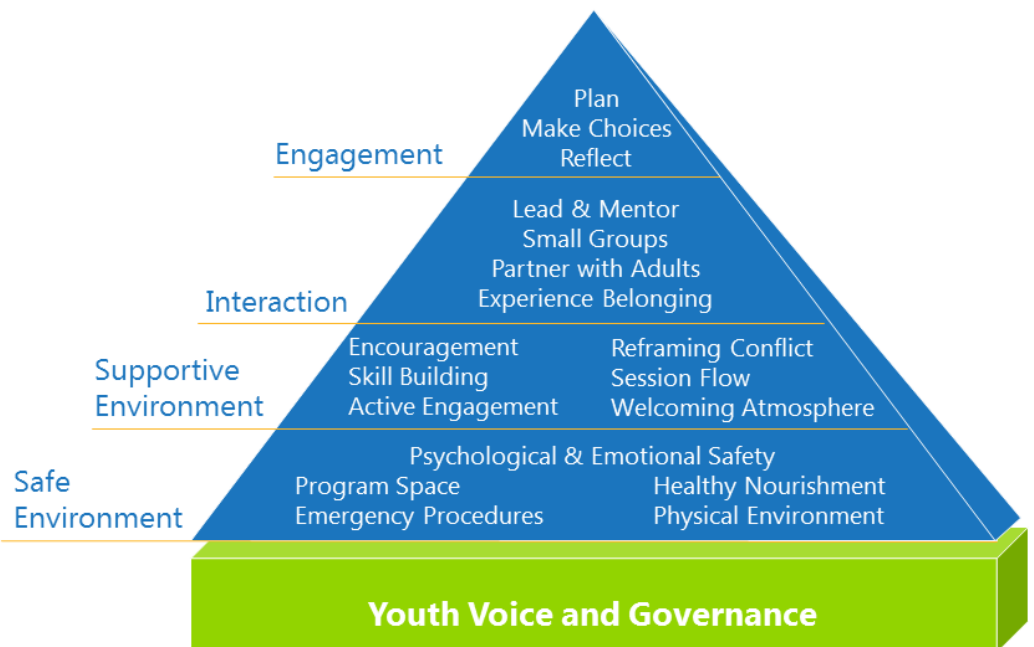 Plan
Make Choices
Reflect
Engagement
Lead & Mentor
Small Groups
Partner with Adults
Experience Belonging
Interaction
Encouragement
Skill Building
Active Engagement
Reframing Conflict
Session Flow
Welcoming Atmosphere
Supportive
Environment
Psychological & Emotional Safety
Program Space
Emergency Procedures
Healthy Nourishment
Physical Environment
Safe
Environment
Youth Voice and Governance